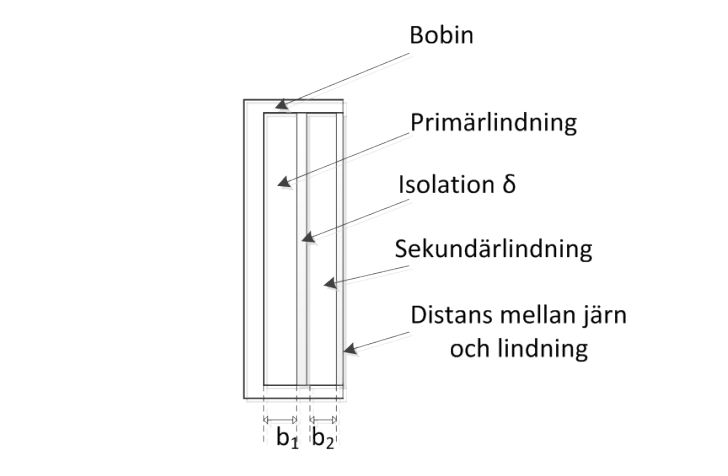 Bobin
Primärlindning
Isolation δ
Sekundärlindning
Distans mellan järn
och lindning
b₁ b₂